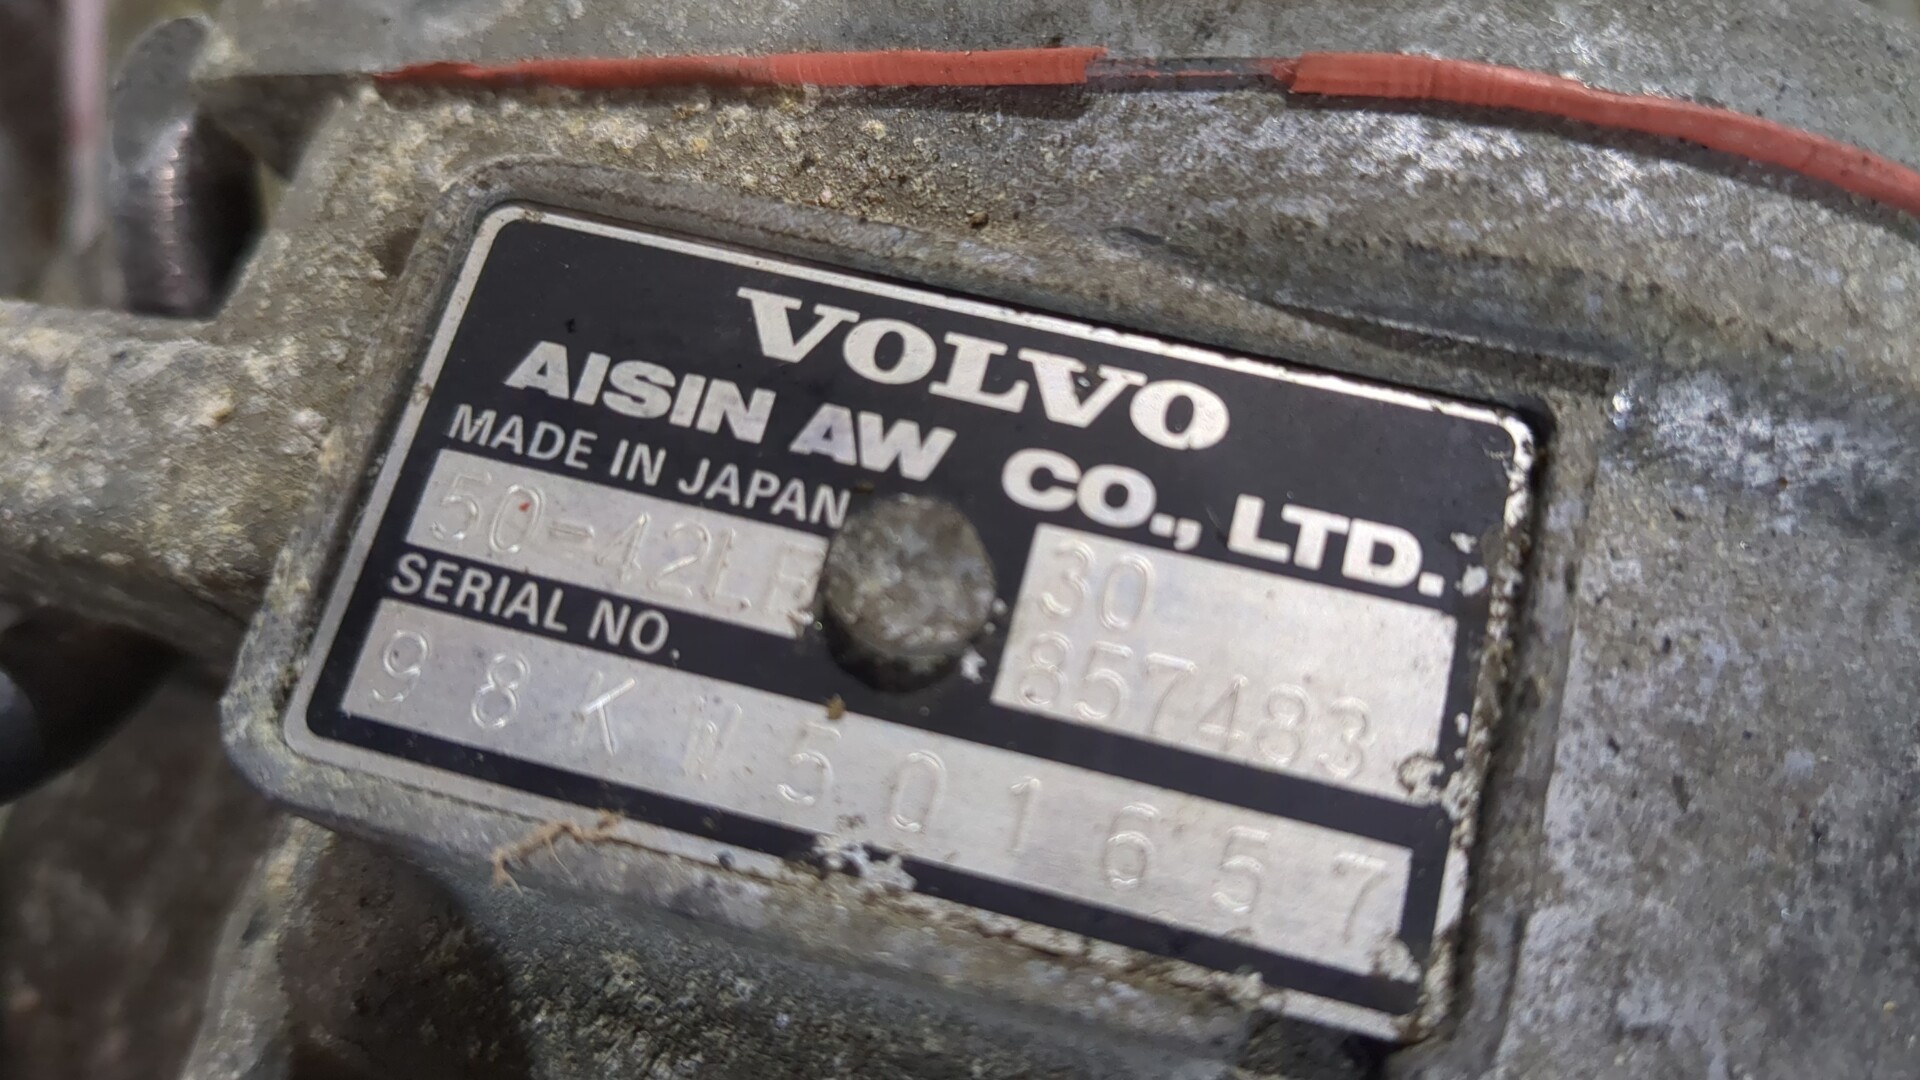 VOLVO
AISIN AW CO., LTD.
MADE IN JAPAN
50-42LE
30
857483
SERIAL NO.
98K
501657